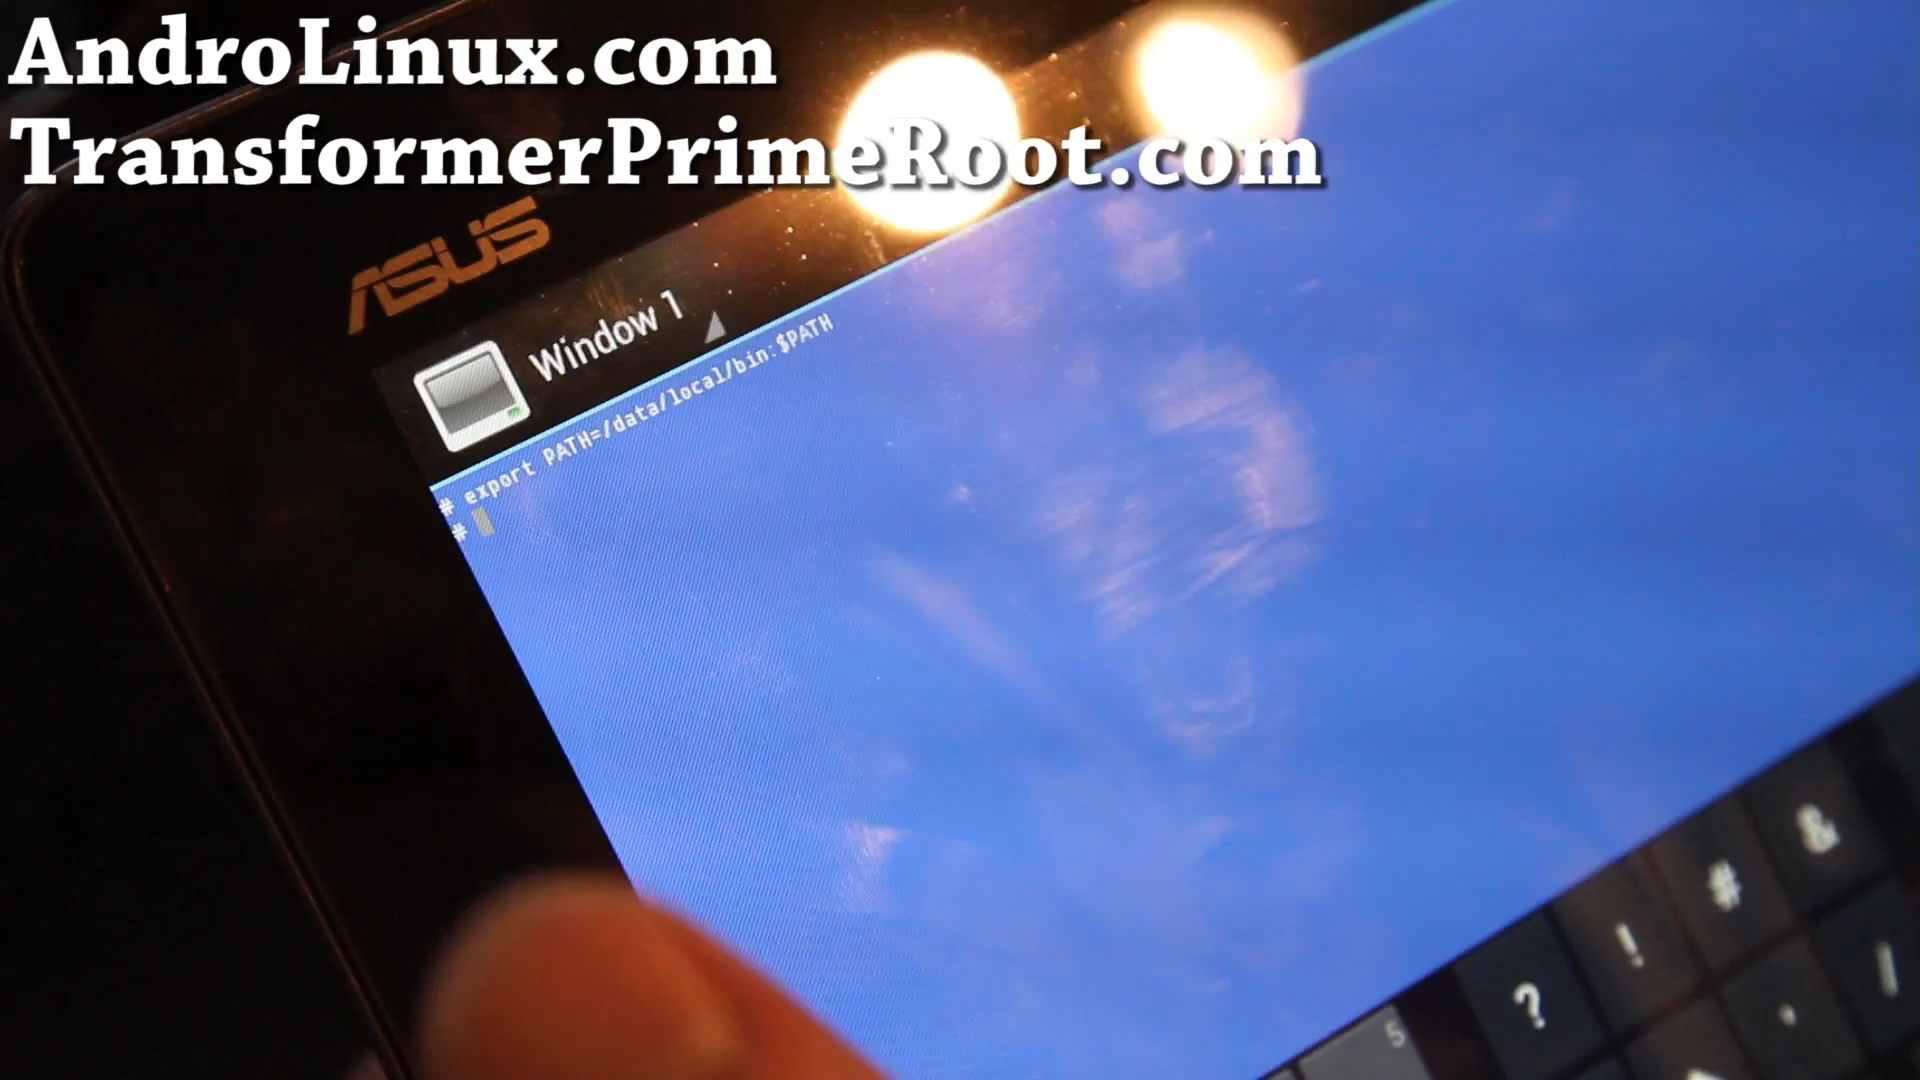 AndroLinux.com
TransformerPrimeRoot.com
ASUS
Window 1
# export PATH=/data/local/bin:$PATH
#
&
#
!
?
5